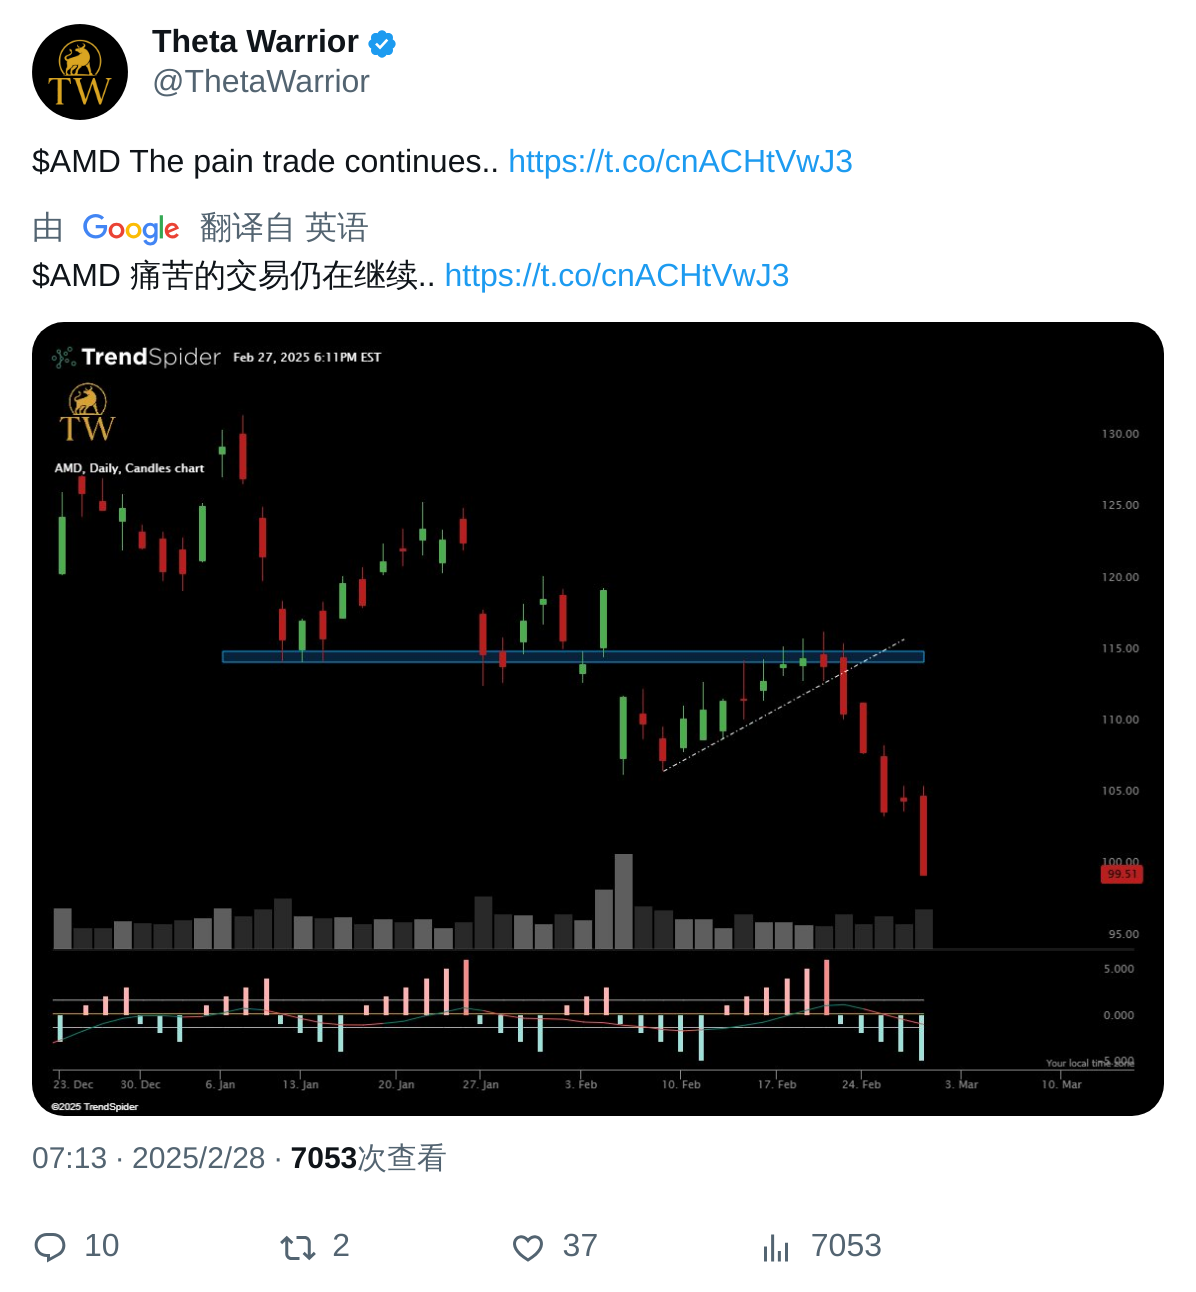 Theta Warrior
@ThetaWarrior
$AMD The pain trade continues.. https://t.co/cnACHtVwJ3
由 Google 翻译自 英语
$AMD 痛苦的交易仍在继续.. https://t.co/cnACHtVwJ3
TrendSpider Feb 27, 2025 6:11PM EST
TW
AMD, Daily, Candles chart
130.00
125.00
120.00
115.00
110.00
105.00
100.00
99.51
95.00
5.000
0.000
-5.000
Your local time zone
23. Dec 30. Dec 6. Jan 13. Jan 20. Jan 27. Jan 3. Feb 10. Feb 17. Feb 24. Feb 3. Mar 10. Mar
©2025 TrendSpider
07:13 · 2025/2/28 · 7053次查看
10 2 37 7053